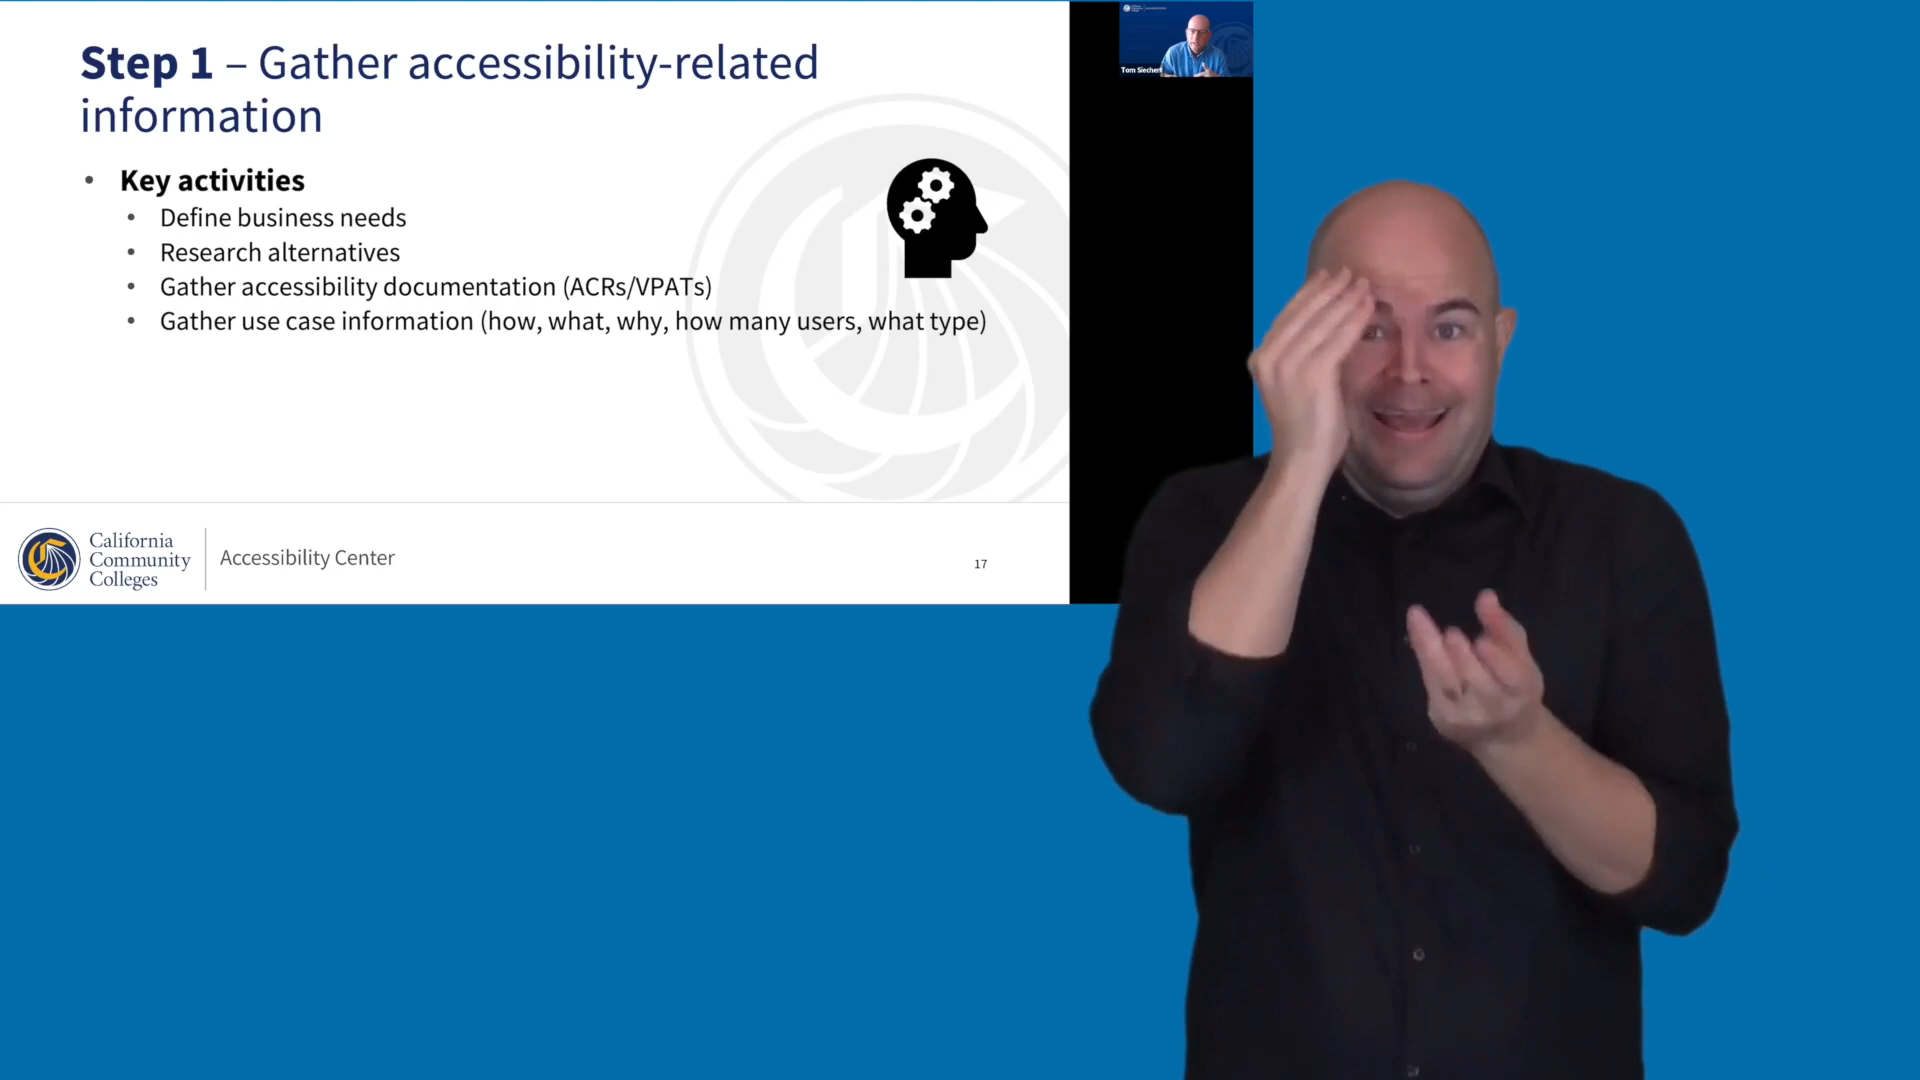 Step 1 – Gather accessibility-related
information
• Key activities
• Define business needs
• Research alternatives
• Gather accessibility documentation (ACRs/VPATs)
• Gather use case information (how, what, why, how many users, what type)
California
Community
Colleges
Accessibility Center
17
Tom Siechert